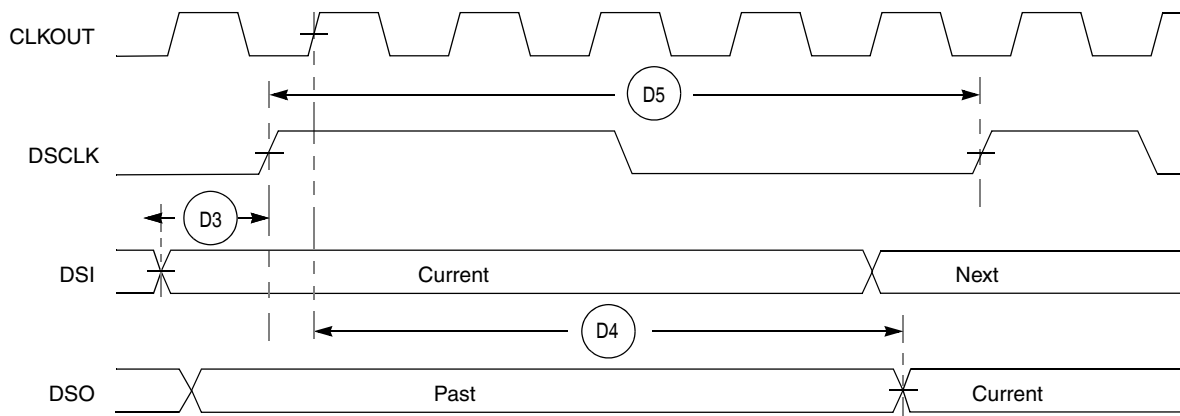 CLKOUT
D5
DSCLK
D3
DSI
Current
Next
D4
DSO
Past
Current